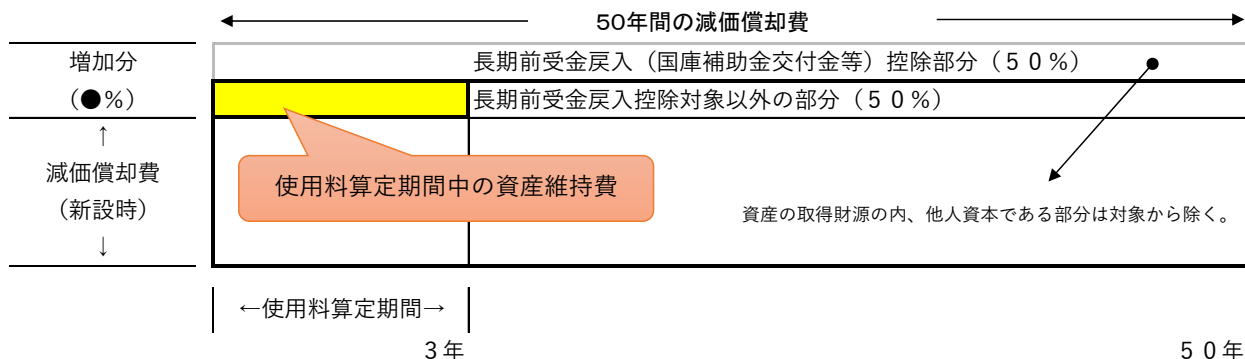 50年間の減価償却費
増加分
(●%)
長期前受金戻入（国庫補助金交付金等）控除部分（５０%）
長期前受金戻入控除対象以外の部分（５０%）
↑
減価償却費
(新設時)
↓
使用料算定期間中の資産維持費
資産の取得財源の内、他人資本である部分は対象から除く。
←使用料算定期間→
３年
５０年